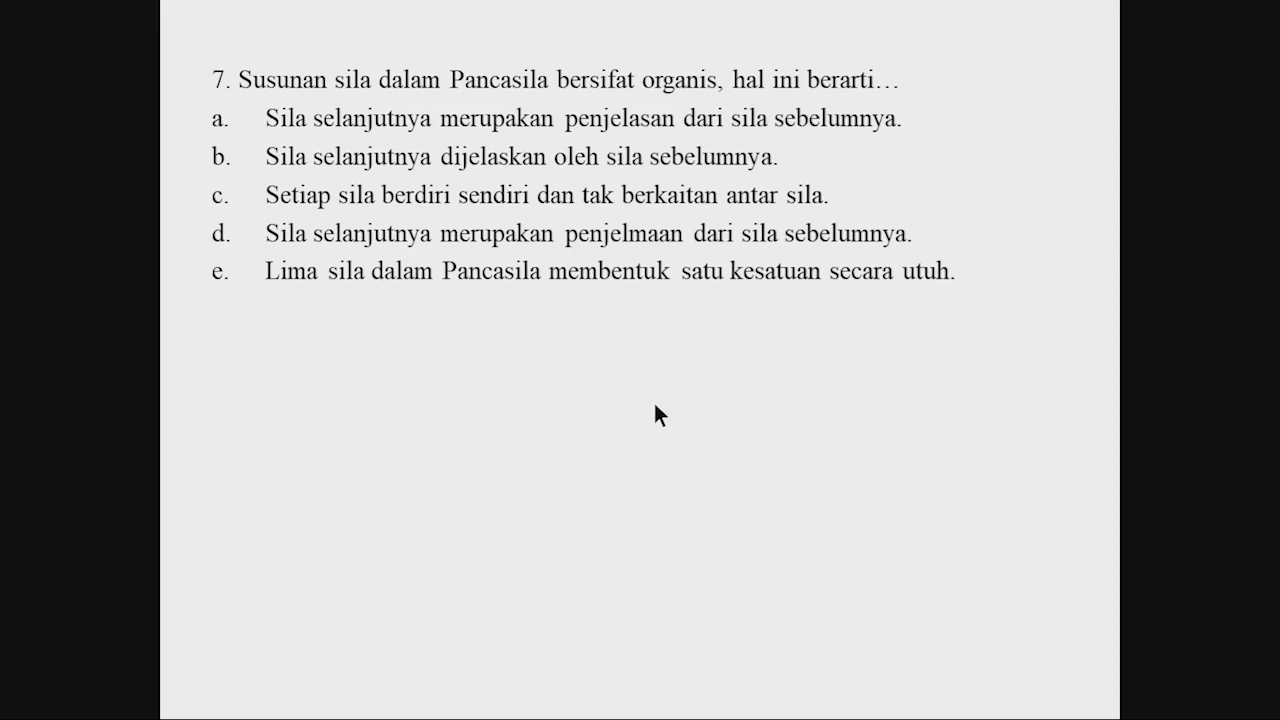 7. Susunan sila dalam Pancasila bersifat organis, hal ini berarti…
a. Sila selanjutnya merupakan penjelasan dari sila sebelumnya.
b. Sila selanjutnya dijelaskan oleh sila sebelumnya.
c. Setiap sila berdiri sendiri dan tak berkaitan antar sila.
d. Sila selanjutnya merupakan penjelmaan dari sila sebelumnya.
e. Lima sila dalam Pancasila membentuk satu kesatuan secara utuh.